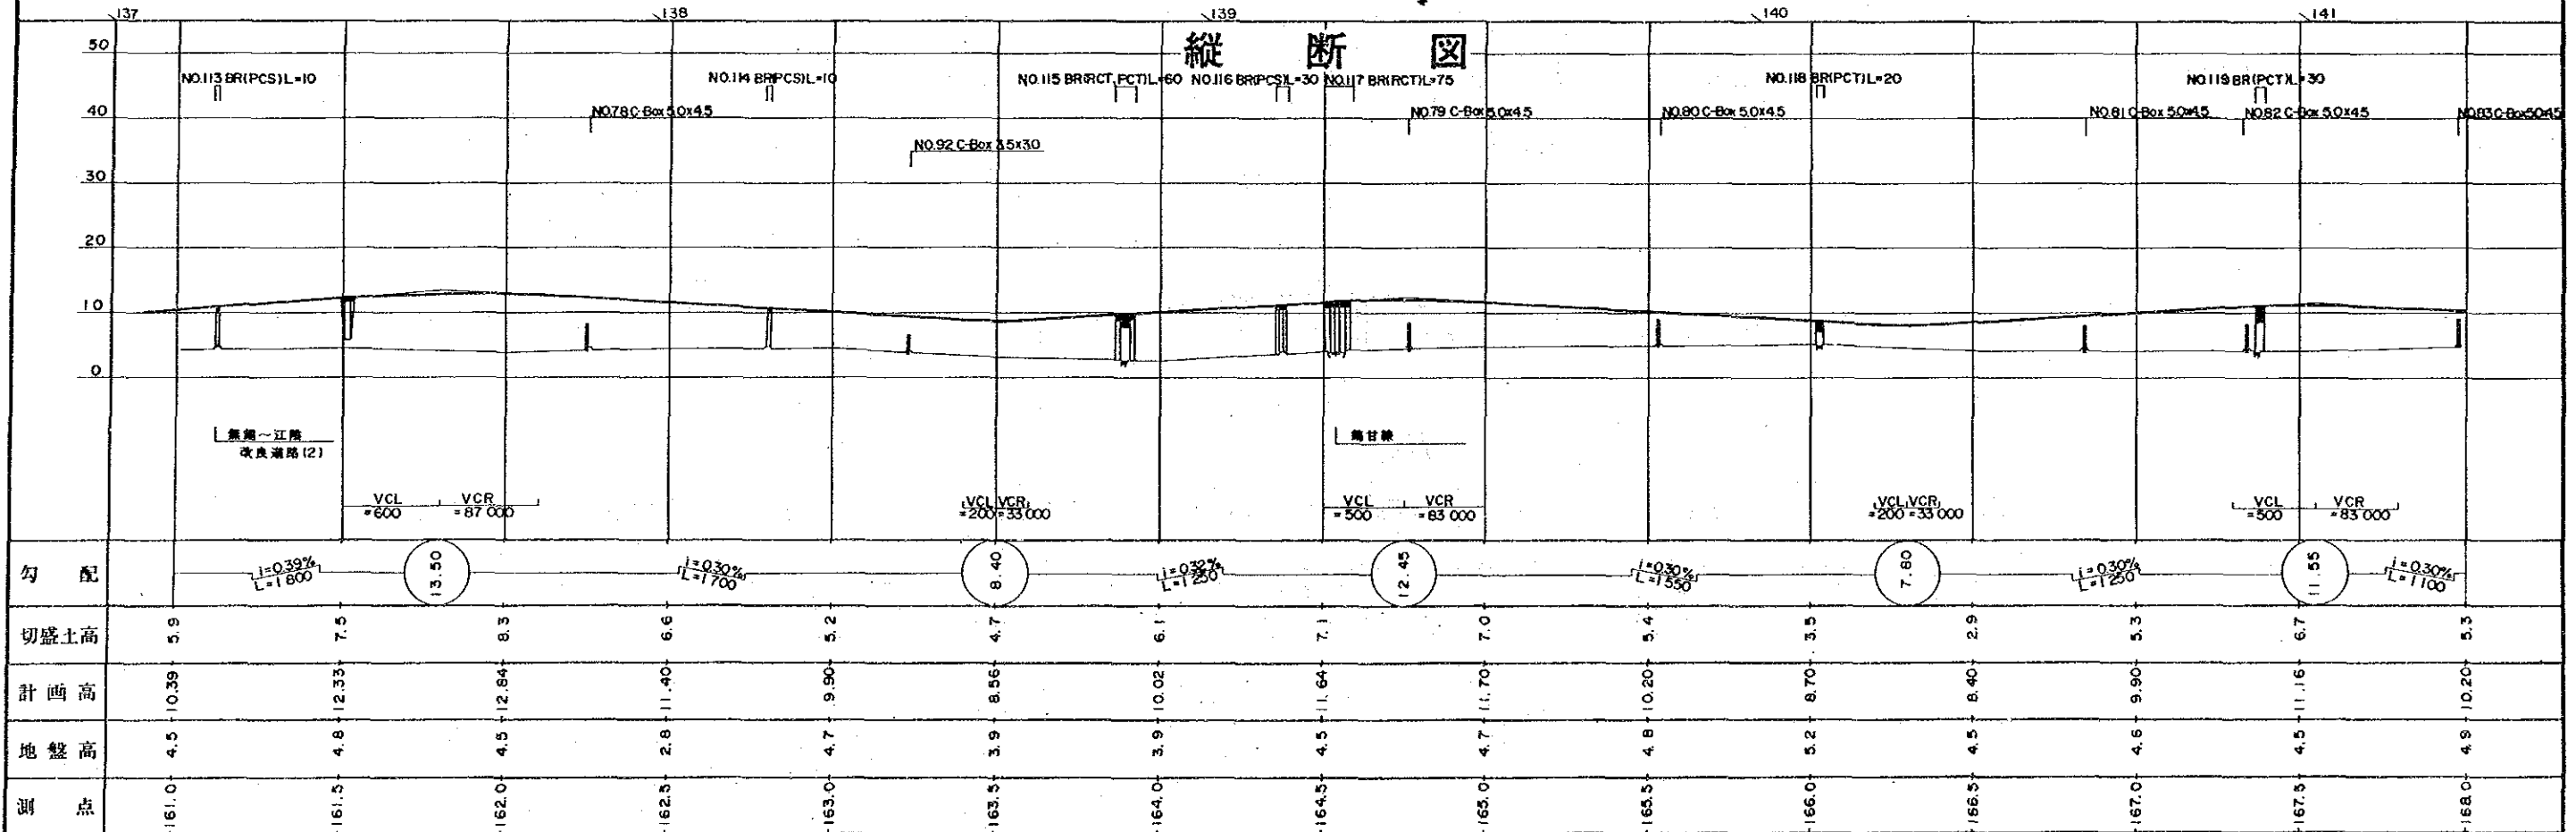 137 138 139 140 141
縦断図
50
40
30
20
10
0
NO.113 BR(PCS)L=10
NO.114 BR(PCS)L=10
NO.115 BR(RCT,PCT)L=60
NO.116 BR(PCS)L=30
NO.117 BR(RCT)L=75
NO.118 BR(PCT)L=20
NO.119 BR(PCT)L=30
NO.78 C-Box 5.0x4.5
NO.79 C-Box 5.0x4.5
NO.80 C-Box 5.0x4.5
NO.81 C-Box 5.0x4.5
NO.82 C-Box 5.0x4.5
NO.83 C-Box 5.0x4.5
NO.92 C-Box 3.5x3.0
無錫~江陰
改良道路(2)
錫甘線
VCL VCR
=600 =87 000
VCL VCR
=200 =33 000
VCL VCR
=500 =83 000
VCL VCR
=200 =33 000
VCL VCR
=500 =83 000
勾配
i=0.39%
L=1 800
13.50
i=0.30%
L=1 700
8.40
i=0.32%
L=1 250
12.45
i=0.30%
L=1 550
7.80
i=0.30%
L=1 250
11.55
i=0.30%
L=1 100
切盛土高 5.9 7.5 8.3 6.6 5.2 4.7 6.1 7.1 7.0 5.4 3.5 2.9 5.3 6.7 5.3
計画高 10.39 12.33 12.84 11.40 9.90 8.56 10.02 11.64 11.70 10.20 8.70 8.40 9.90 11.16 10.20
地盤高 4.5 4.8 4.5 2.8 4.7 3.9 3.9 4.5 4.7 4.8 5.2 4.5 4.6 4.5 4.9
測点 161.0 161.5 162.0 162.5 163.0 163.5 164.0 164.5 165.0 165.5 166.0 166.5 167.0 167.5 168.0